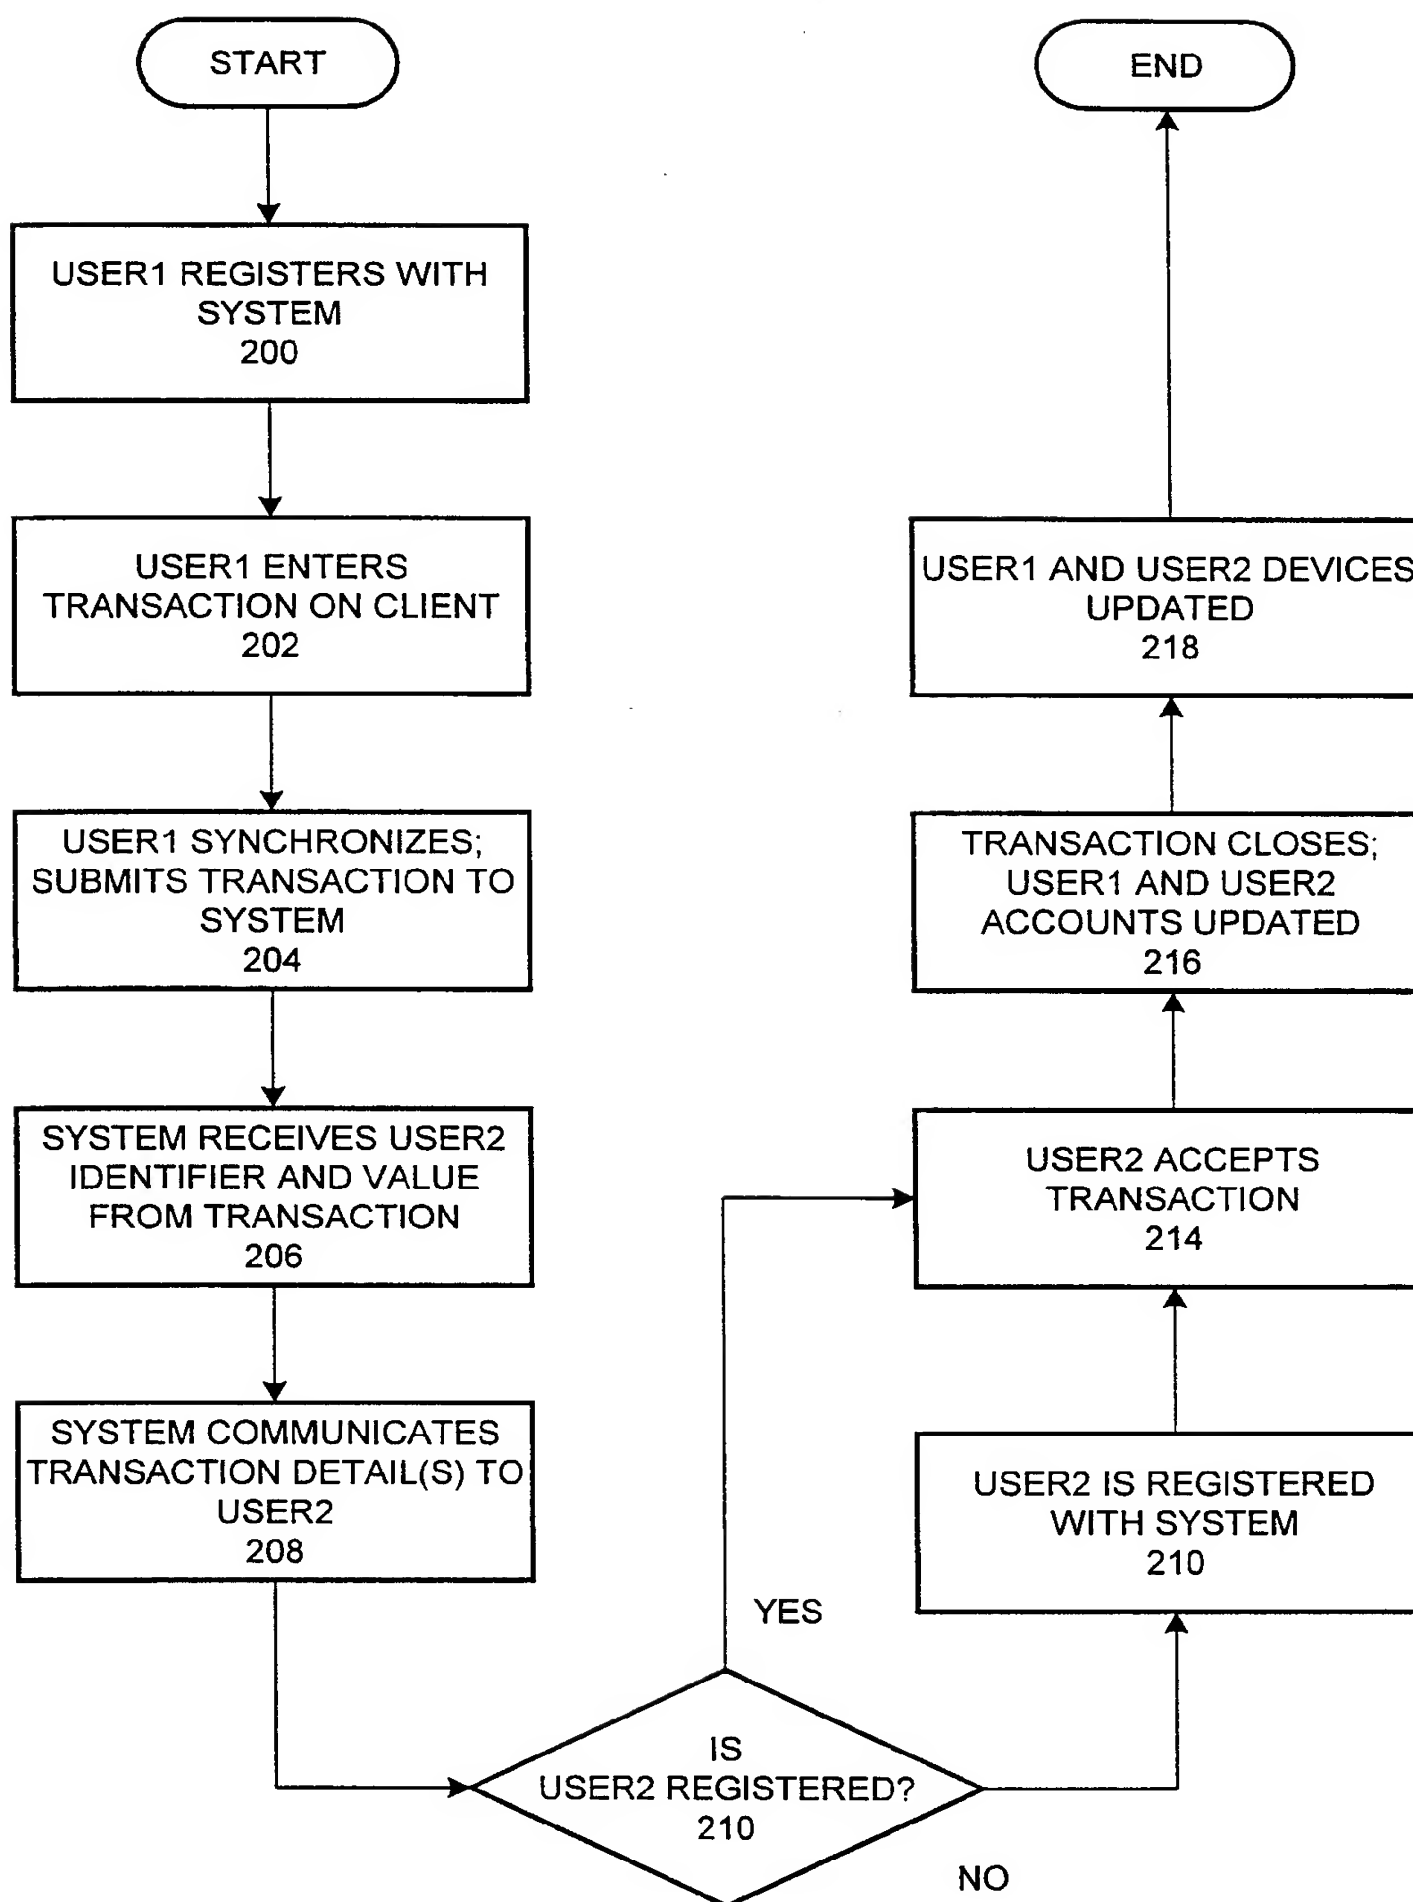 START
USER1 REGISTERS WITH
SYSTEM
200
USER1 ENTERS
TRANSACTION ON CLIENT
202
USER1 SYNCHRONIZES;
SUBMITS TRANSACTION TO
SYSTEM
204
SYSTEM RECEIVES USER2
IDENTIFIER AND VALUE
FROM TRANSACTION
206
SYSTEM COMMUNICATES
TRANSACTION DETAIL(S) TO
USER2
208
IS
USER2 REGISTERED?
210
YES
NO
USER2 IS REGISTERED
WITH SYSTEM
210
USER2 ACCEPTS
TRANSACTION
214
TRANSACTION CLOSES;
USER1 AND USER2
ACCOUNTS UPDATED
216
USER1 AND USER2 DEVICES
UPDATED
218
END